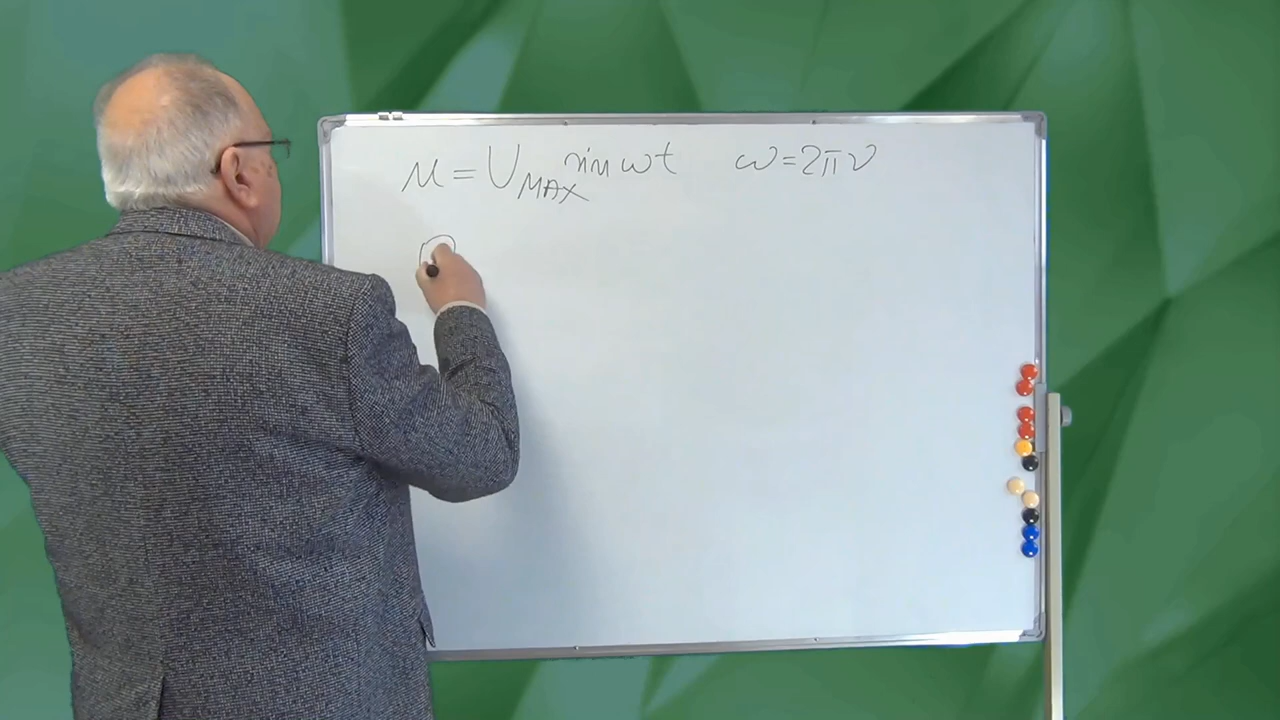 u = U_MAX sin ωt ω = 2πν